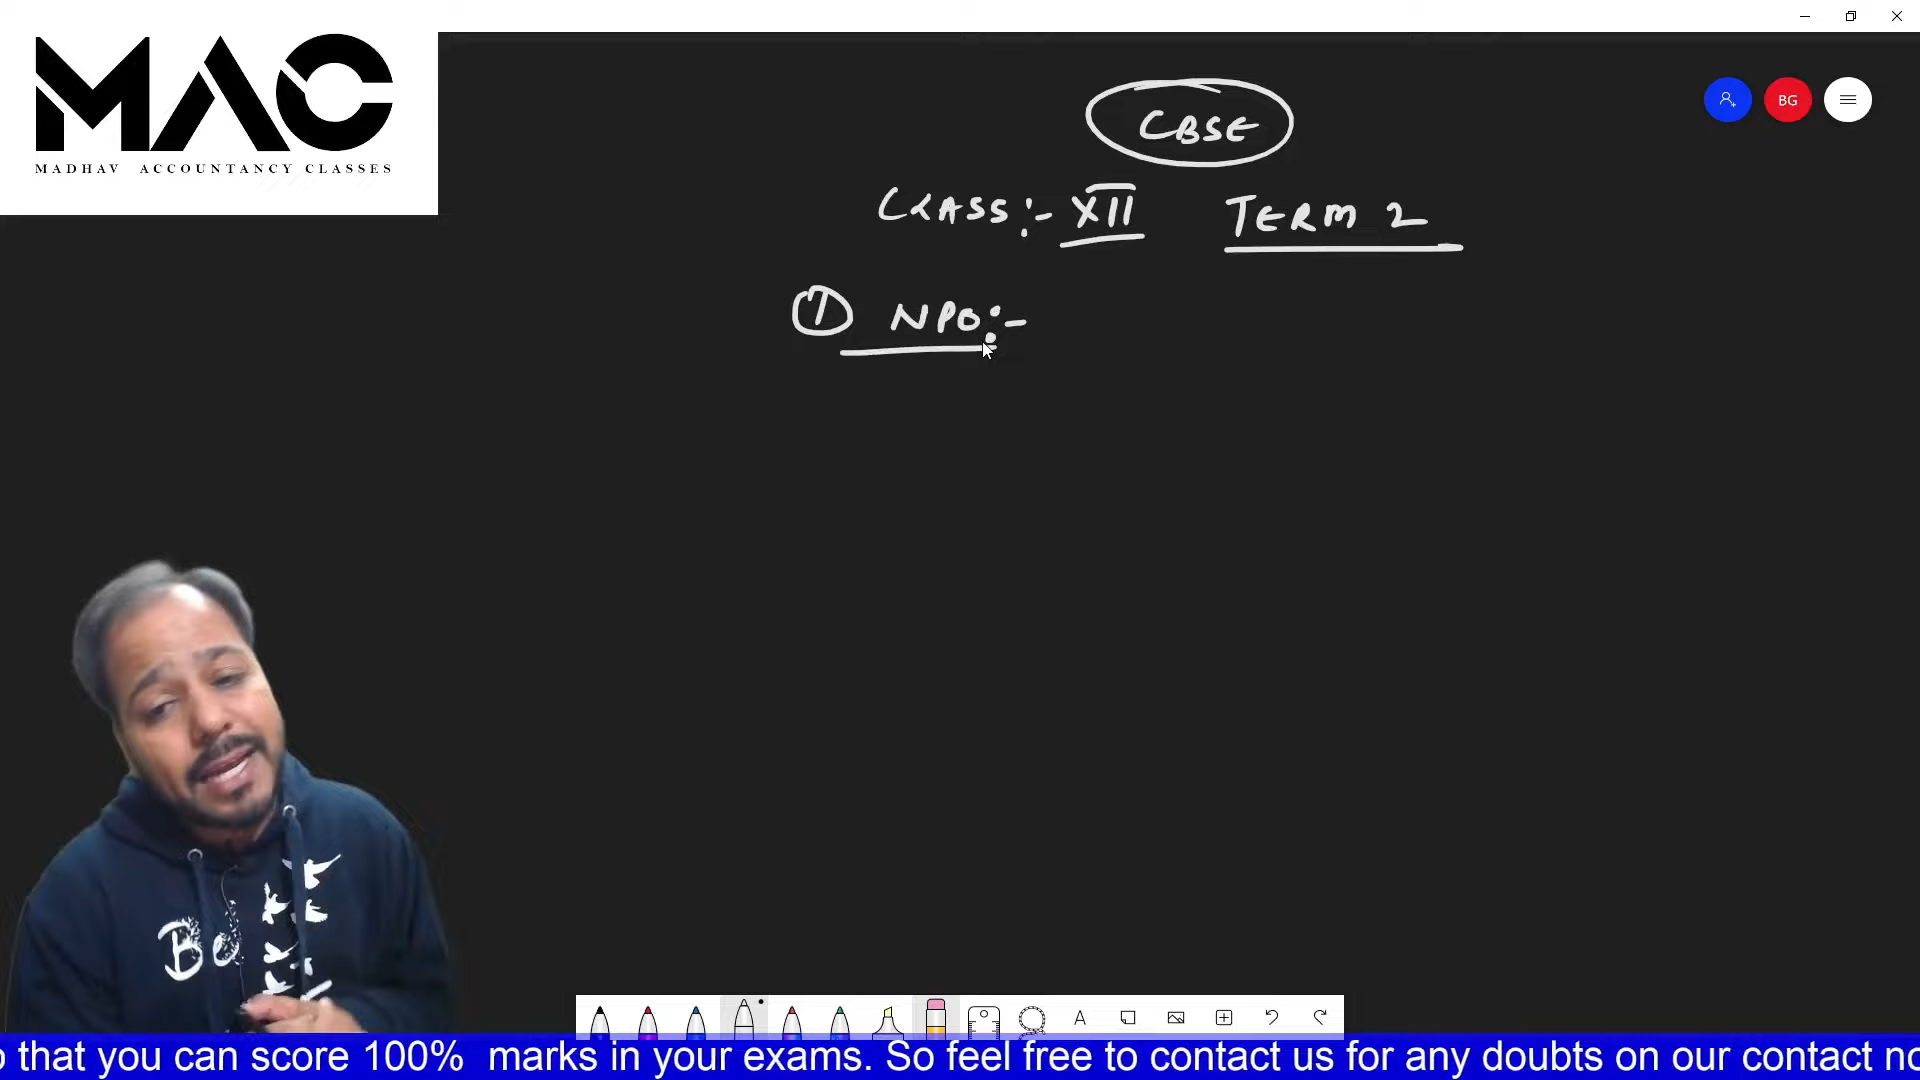 MAC
MADHAV ACCOUNTANCY CLASSES
CBSE
CLASS:- XII TERM 2
1 NPO:-
BG
Be
A
o that you can score 100% marks in your exams. So feel free to contact us for any doubts on our contact no